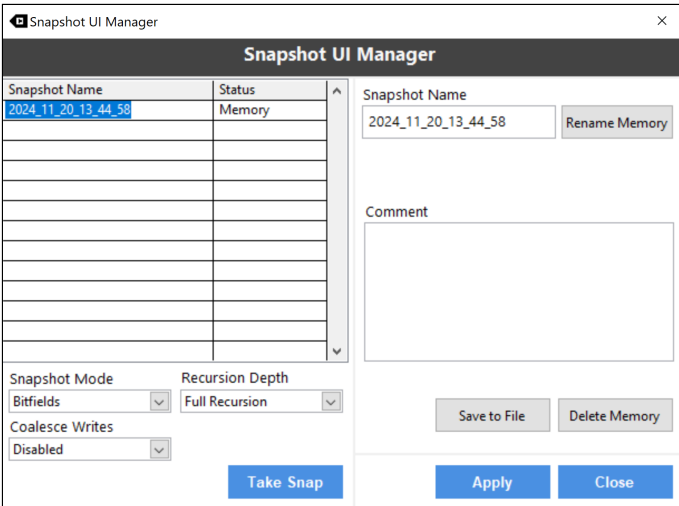 Snapshot UI Manager
Snapshot UI Manager
Snapshot Name Status
2024_11_20_13_44_58 Memory
Snapshot Name
2024_11_20_13_44_58 Rename Memory
Comment
Snapshot Mode Recursion Depth
Bitfields Full Recursion
Coalesce Writes
Disabled
Save to File Delete Memory
Take Snap Apply Close